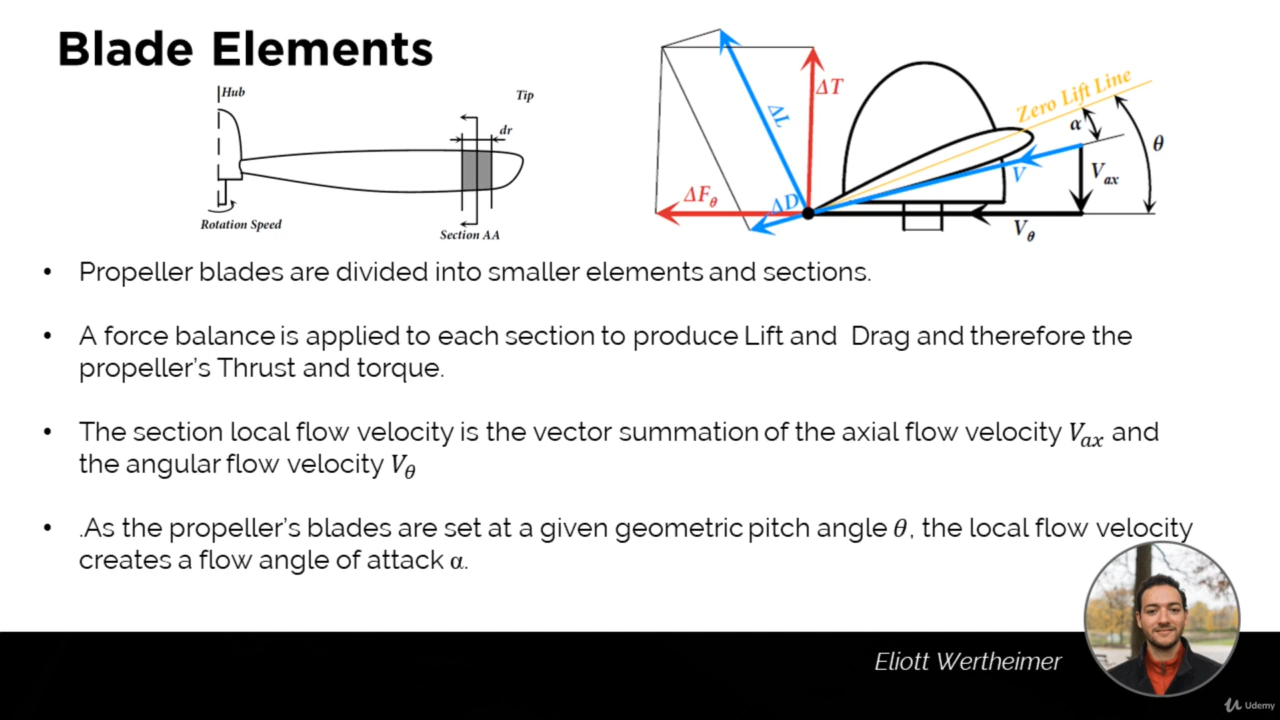 Blade Elements
Hub
Tip
dr
Rotation Speed
Section AA
ΔT
ΔL
Zero Lift Line
α
θ
V
V_ax
ΔF_θ
ΔD
V_θ
• Propeller blades are divided into smaller elements and sections.
• A force balance is applied to each section to produce Lift and Drag and therefore the
propeller's Thrust and torque.
• The section local flow velocity is the vector summation of the axial flow velocity V_ax and
the angular flow velocity V_θ
• .As the propeller's blades are set at a given geometric pitch angle θ, the local flow velocity
creates a flow angle of attack α.
Eliott Wertheimer
Udemy